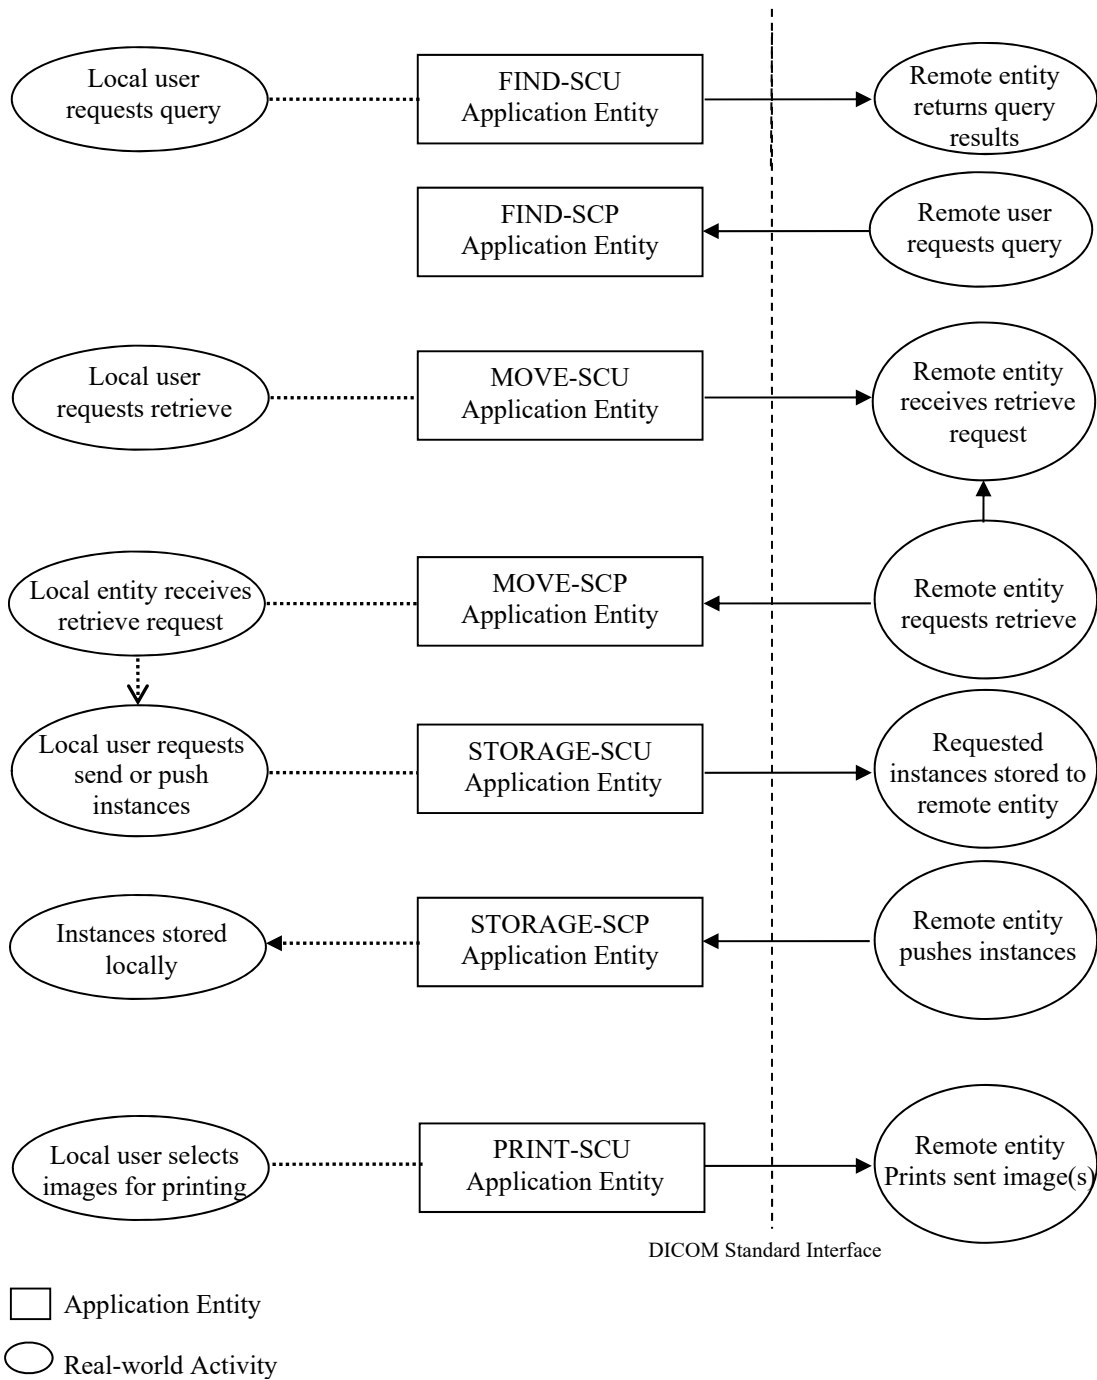 Local user
requests query
FIND-SCU
Application Entity
Remote entity
returns query
results
FIND-SCP
Application Entity
Remote user
requests query
Local user
requests retrieve
MOVE-SCU
Application Entity
Remote entity
receives retrieve
request
Local entity receives
retrieve request
MOVE-SCP
Application Entity
Remote entity
requests retrieve
Local user requests
send or push
instances
STORAGE-SCU
Application Entity
Requested
instances stored to
remote entity
Instances stored
locally
STORAGE-SCP
Application Entity
Remote entity
pushes instances
Local user selects
images for printing
PRINT-SCU
Application Entity
Remote entity
Prints sent image(s)
DICOM Standard Interface
Application Entity
Real-world Activity